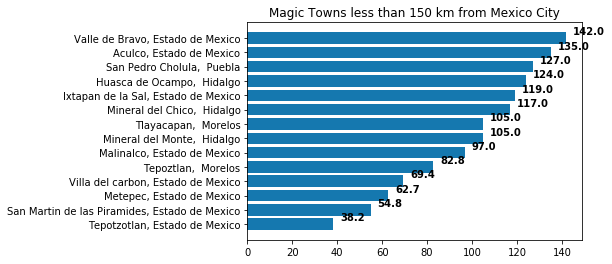 Magic Towns less than 150 km from Mexico City
Valle de Bravo, Estado de Mexico 142.0
Aculco, Estado de Mexico 135.0
San Pedro Cholula,  Puebla 127.0
Huasca de Ocampo,  Hidalgo 124.0
Ixtapan de la Sal, Estado de Mexico 119.0
Mineral del Chico,  Hidalgo 117.0
Tlayacapan,  Morelos 105.0
Mineral del Monte,  Hidalgo 105.0
Malinalco, Estado de Mexico 97.0
Tepoztlan,  Morelos 82.8
Villa del carbon, Estado de Mexico 69.4
Metepec, Estado de Mexico 62.7
San Martin de las Piramides, Estado de Mexico 54.8
Tepotzotlan, Estado de Mexico 38.2
0 20 40 60 80 100 120 140